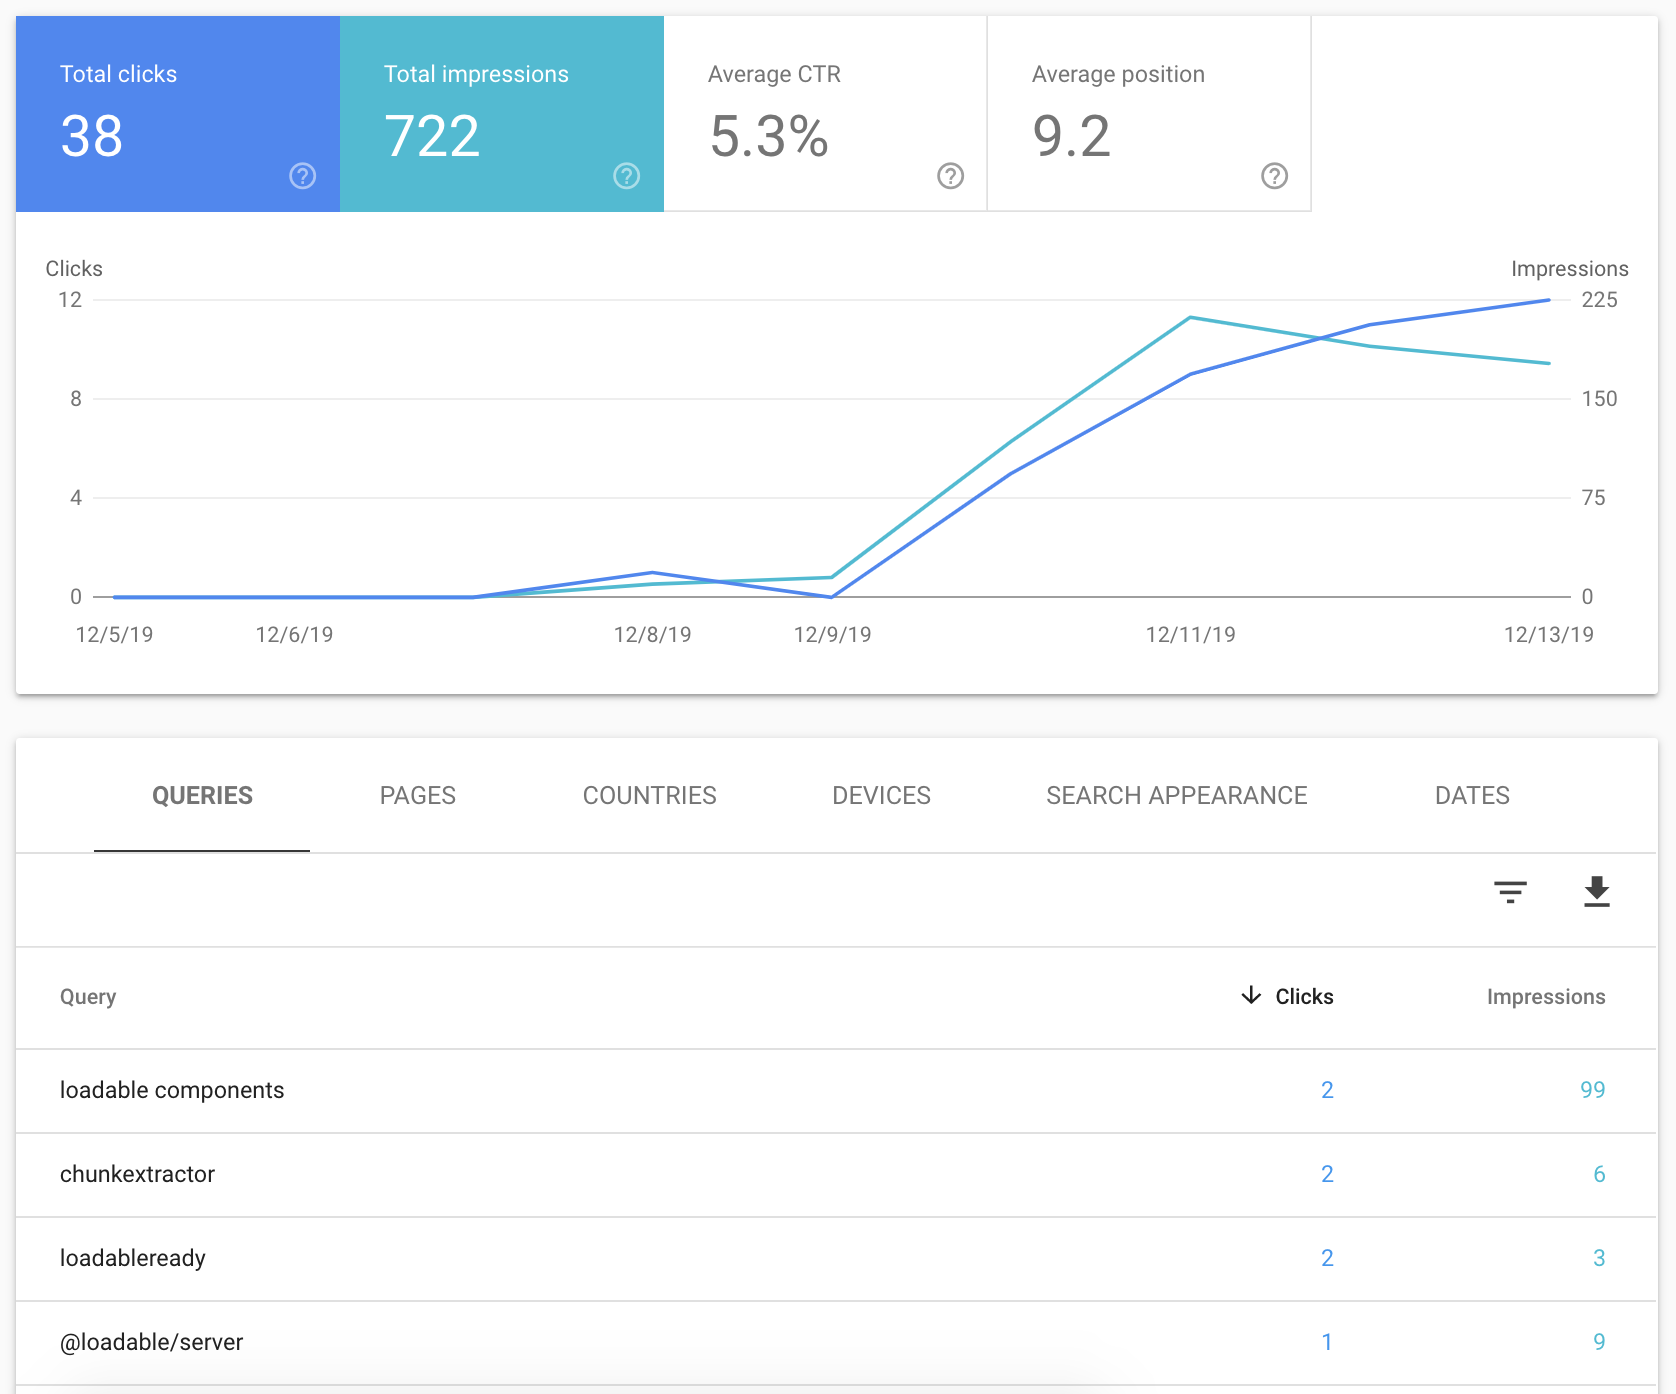 Total clicks
38
Total impressions
722
Average CTR
5.3%
Average position
9.2
Clicks
Impressions
12
225
8
150
4
75
0
0
12/5/19 12/6/19 12/8/19 12/9/19 12/11/19 12/13/19
QUERIES PAGES COUNTRIES DEVICES SEARCH APPEARANCE DATES
Query Clicks Impressions
loadable components 2 99
chunkextractor 2 6
loadableready 2 3
@loadable/server 1 9